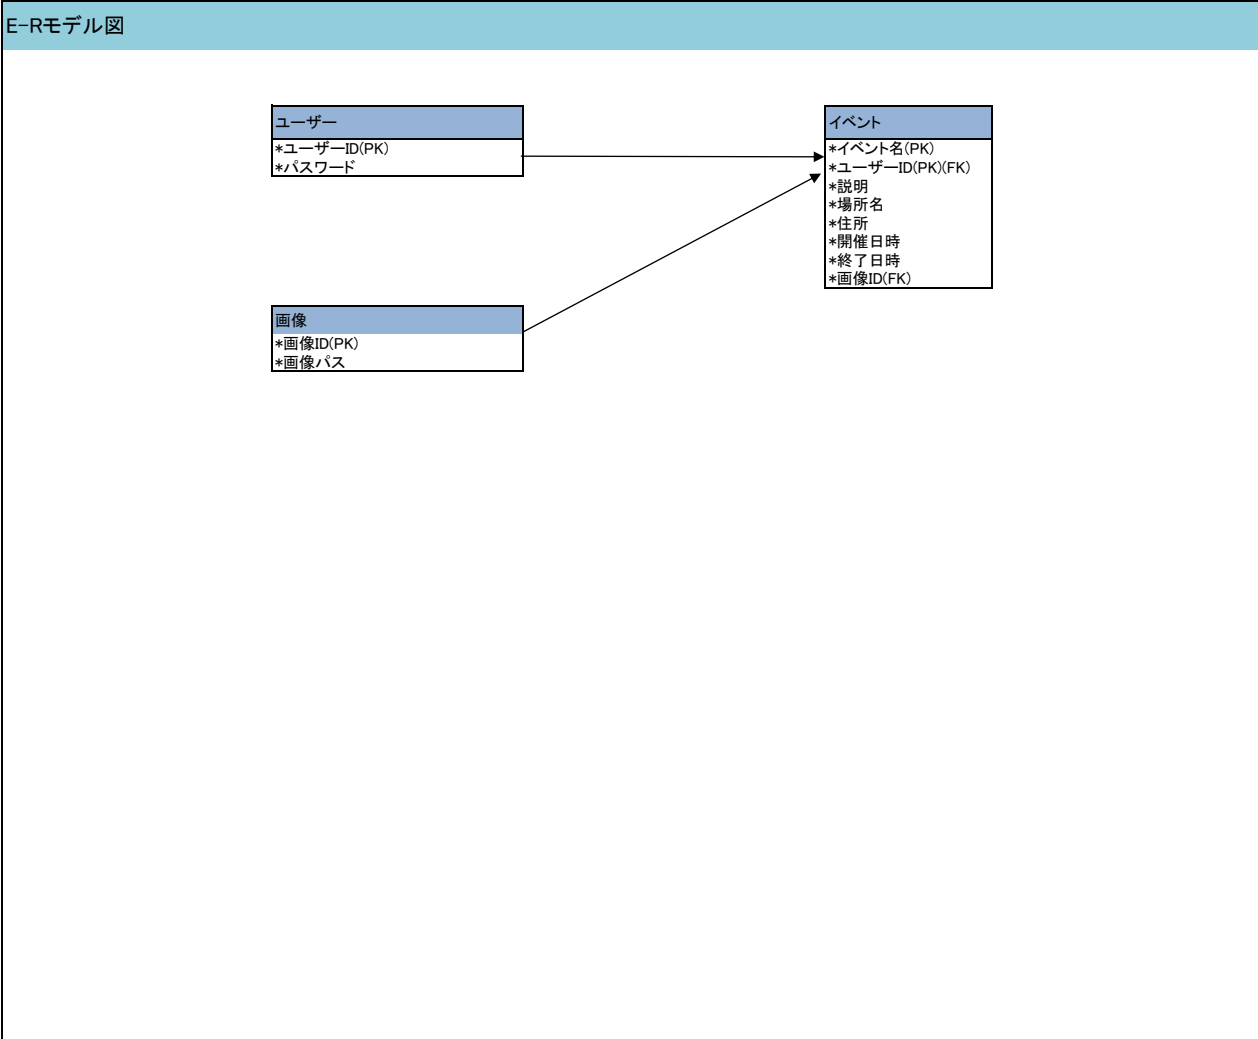 E-Rモデル図
ユーザー
*ユーザーID(PK)
*パスワード
イベント
*イベント名(PK)
*ユーザーID(PK)(FK)
*説明
*場所名
*住所
*開催日時
*終了日時
*画像ID(FK)
画像
*画像ID(PK)
*画像パス